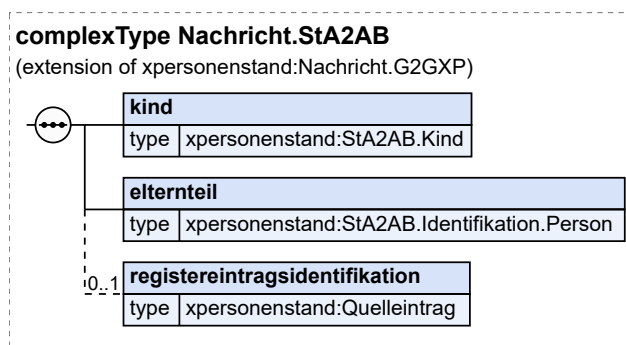 complexType Nachricht.StA2AB
(extension of xpersonenstand:Nachricht.G2GXP)
kind
type xpersonenstand:StA2AB.Kind
elternteil
type xpersonenstand:StA2AB.Identifikation.Person
0..1 registereintragsidentifikation
type xpersonenstand:Quelleintrag